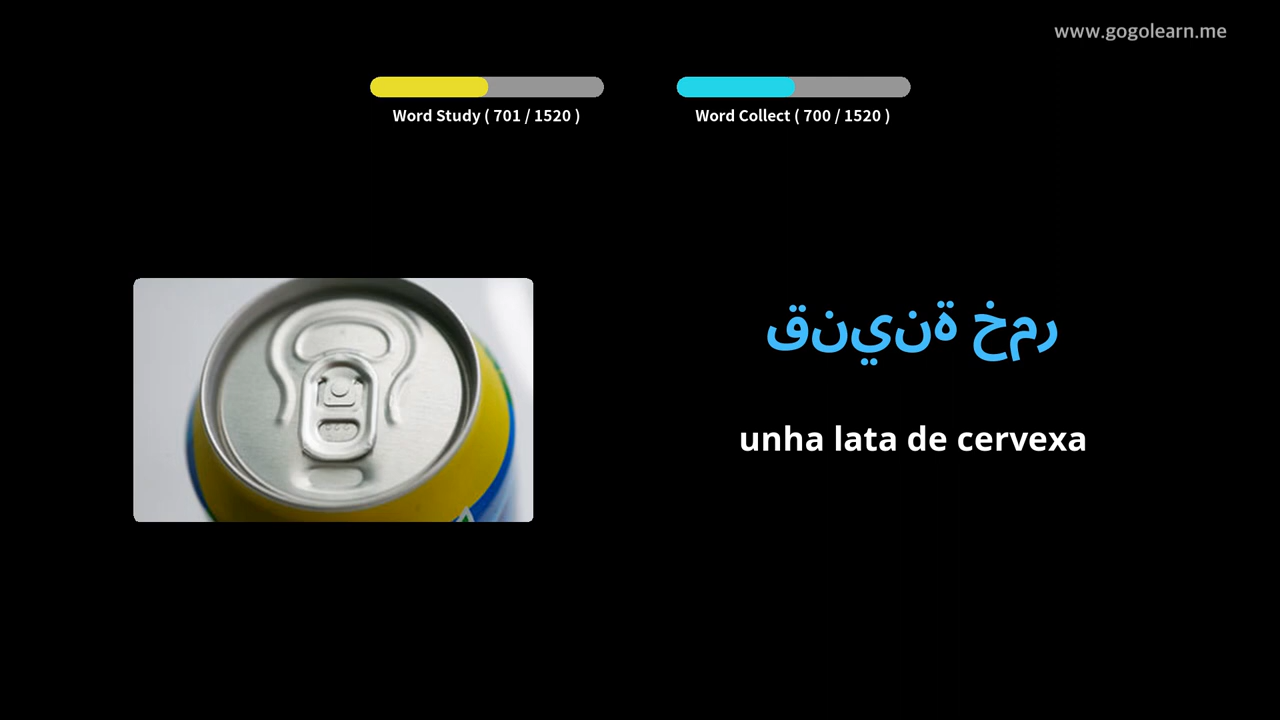 www.gogolearn.me
Word Study ( 701 / 1520 )
Word Collect ( 700 / 1520 )
قنينة خمر
unha lata de cervexa